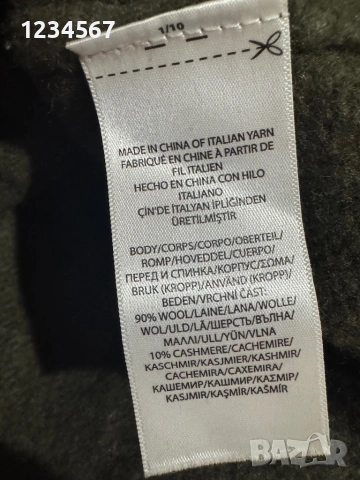 1234567
1/10
MADE IN CHINA OF ITALIAN YARN
FABRIQUÉ EN CHINE À PARTIR DE
FIL ITALIEN
HECHO EN CHINA CON HILO
ITALIANO
ÇİN'DE İTALYAN İPLİĞİNDEN
ÜRETİLMİŞTİR
BODY/CORPS/CORPO/OBERTEIL/
ROMP/HOVEDDEL/CUERPO/
ПЕРЕД И СПИНКА/КОРПУС/ΣΩΜΑ/
BRUK (KROPP)/ANVÄND (KROPP)/
BEDEN/VRCHNÍ ČÁST:
90% WOOL/LAINE/LANA/WOLLE/
WOL/ULD/LÃ/ШЕРСТЬ/ВЪЛНА/
ΜΑΛΛΙ/ULL/YÜN/VLNA
10% CASHMERE/CACHEMIRE/
KASCHMIR/KASJMIER/KASHMIR/
CACHEMIRA/CAXEMIRA/
КАШЕМИР/КАШМИР/ΚΑΣΜΙΡ/
KASJMIR/KAŞMİR/KAŠMÍR
BAZAR
bg